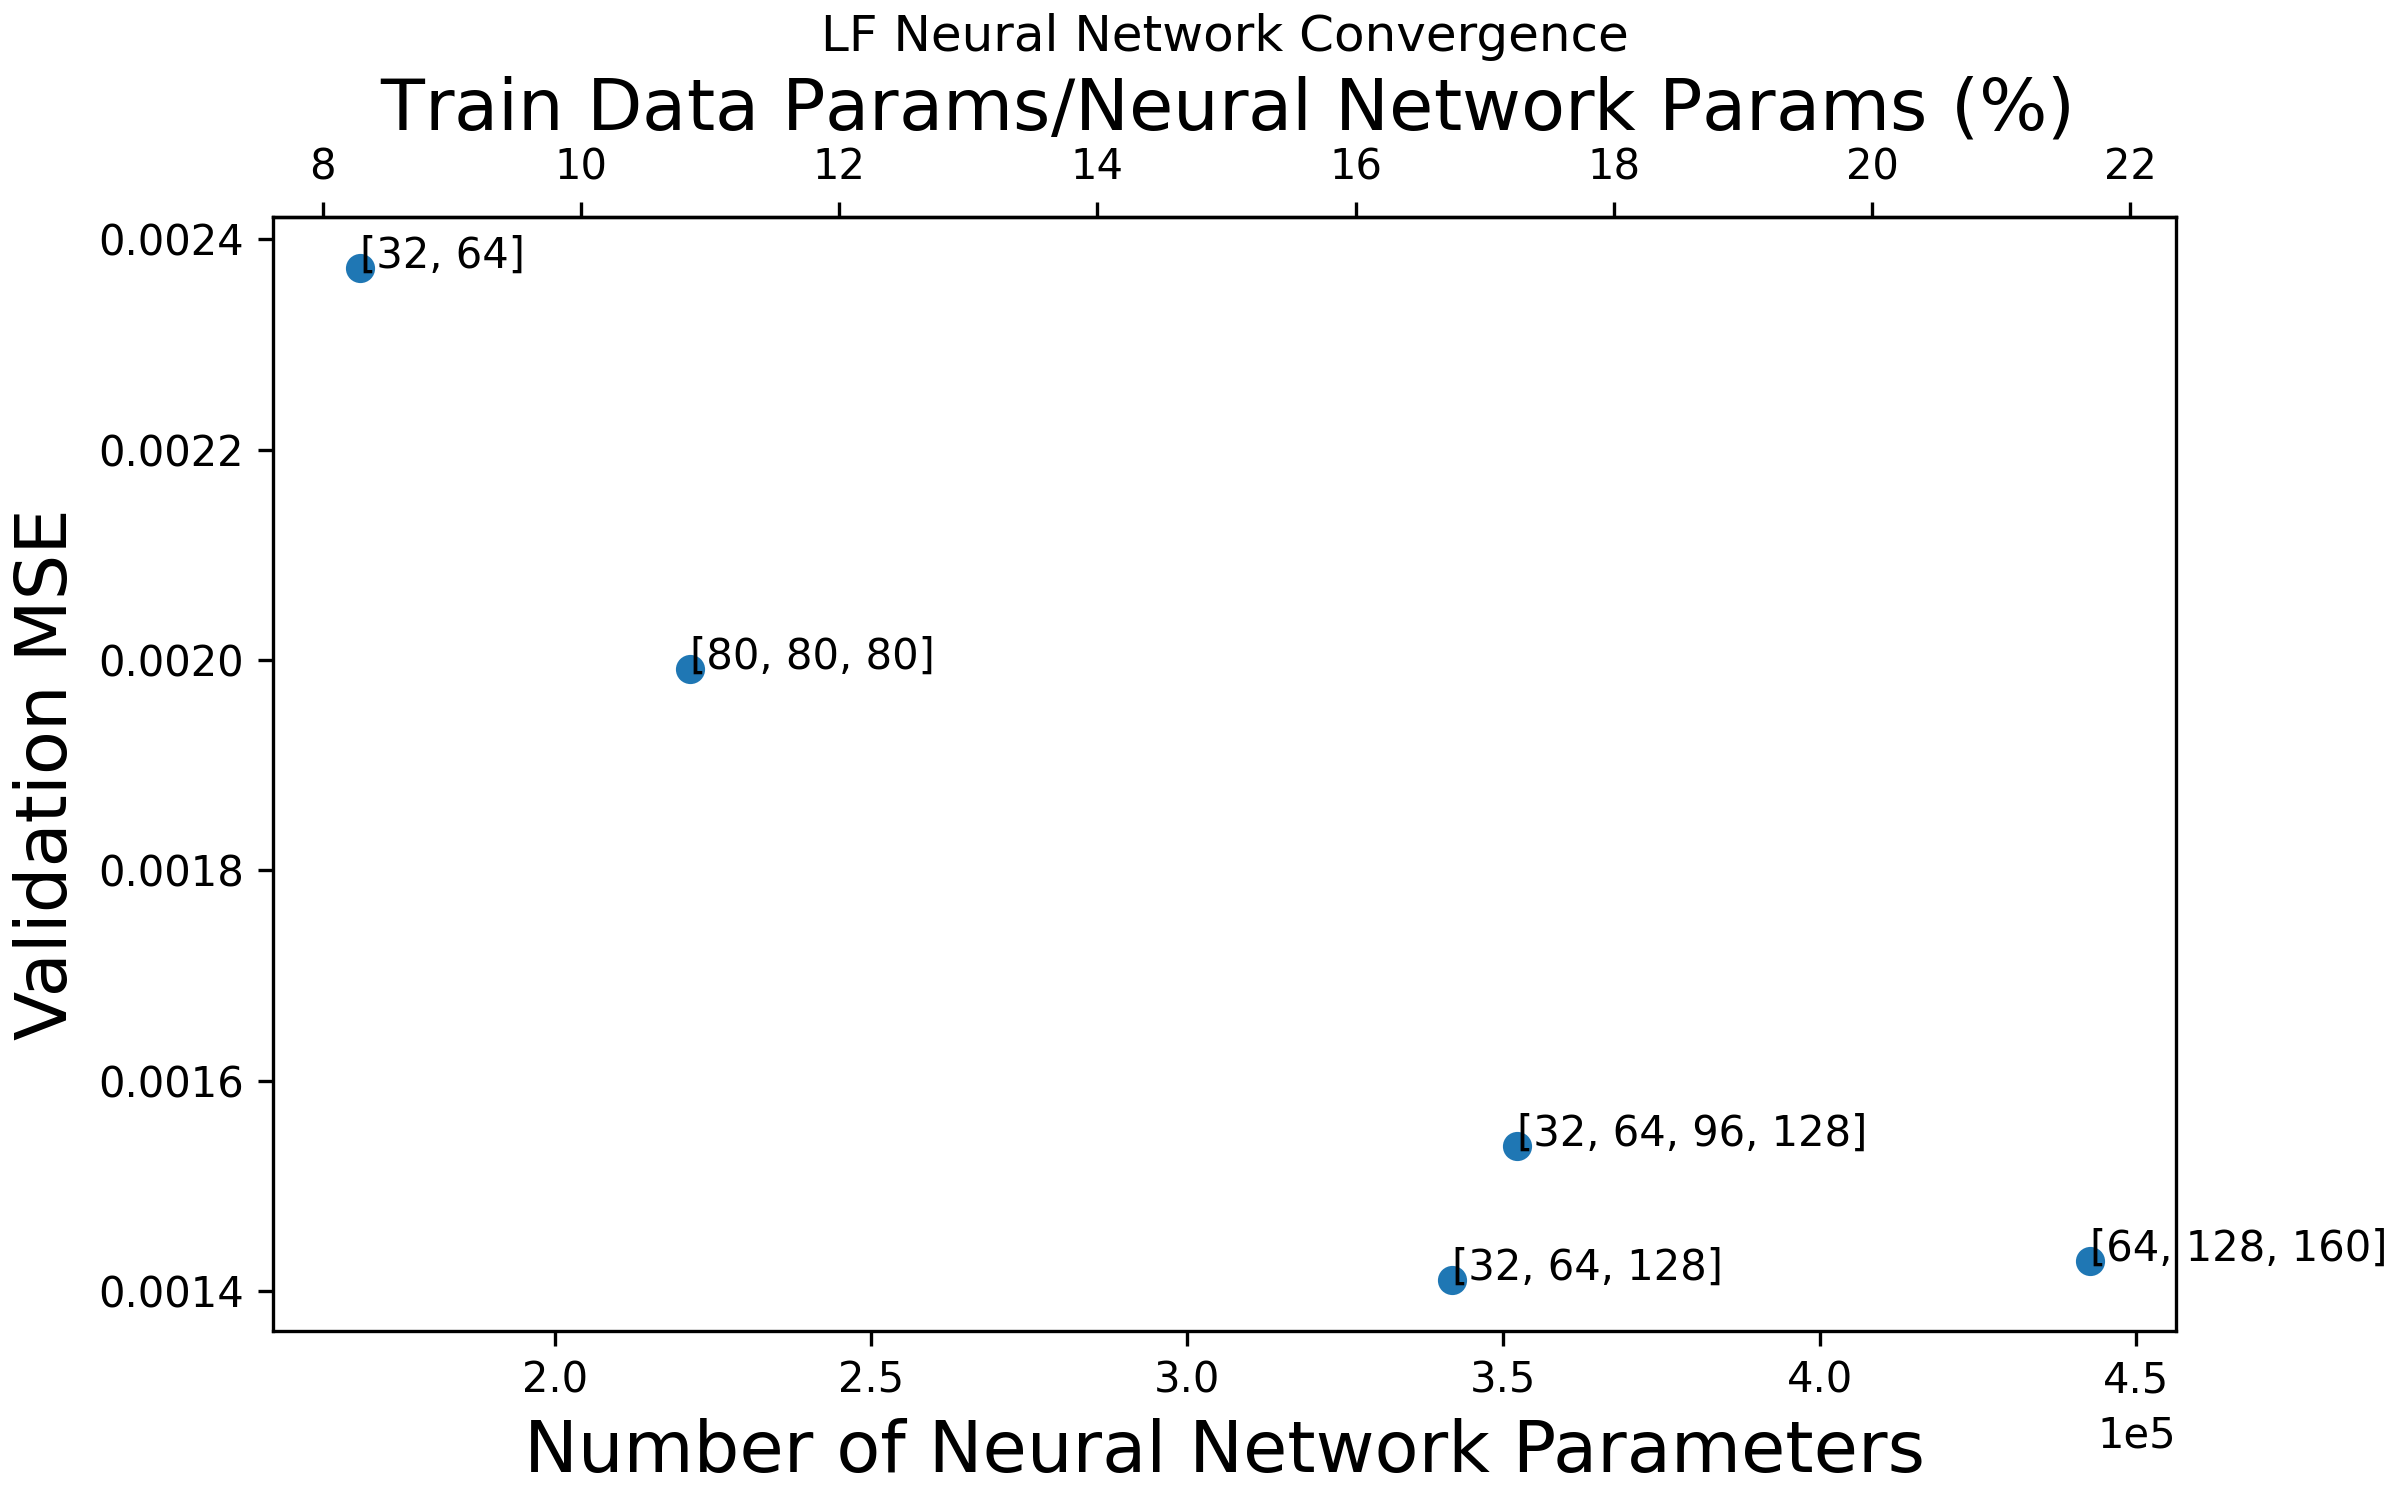 LF Neural Network Convergence
Train Data Params/Neural Network Params (%)
8 10 12 14 16 18 20 22
0.0024
[32, 64]
0.0022
[80, 80, 80]
0.0020
Validation MSE
0.0018
0.0016
[32, 64, 96, 128]
[64, 128, 160]
[32, 64, 128]
0.0014
2.0 2.5 3.0 3.5 4.0 4.5
1e5
Number of Neural Network Parameters